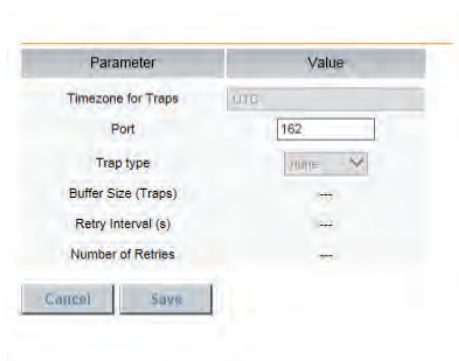 Parameter Value
Timezone for Traps UTC
Port 162
Trap type none
Buffer Size (Traps) ---
Retry Interval (s) ---
Number of Retries ---
Cancel Save